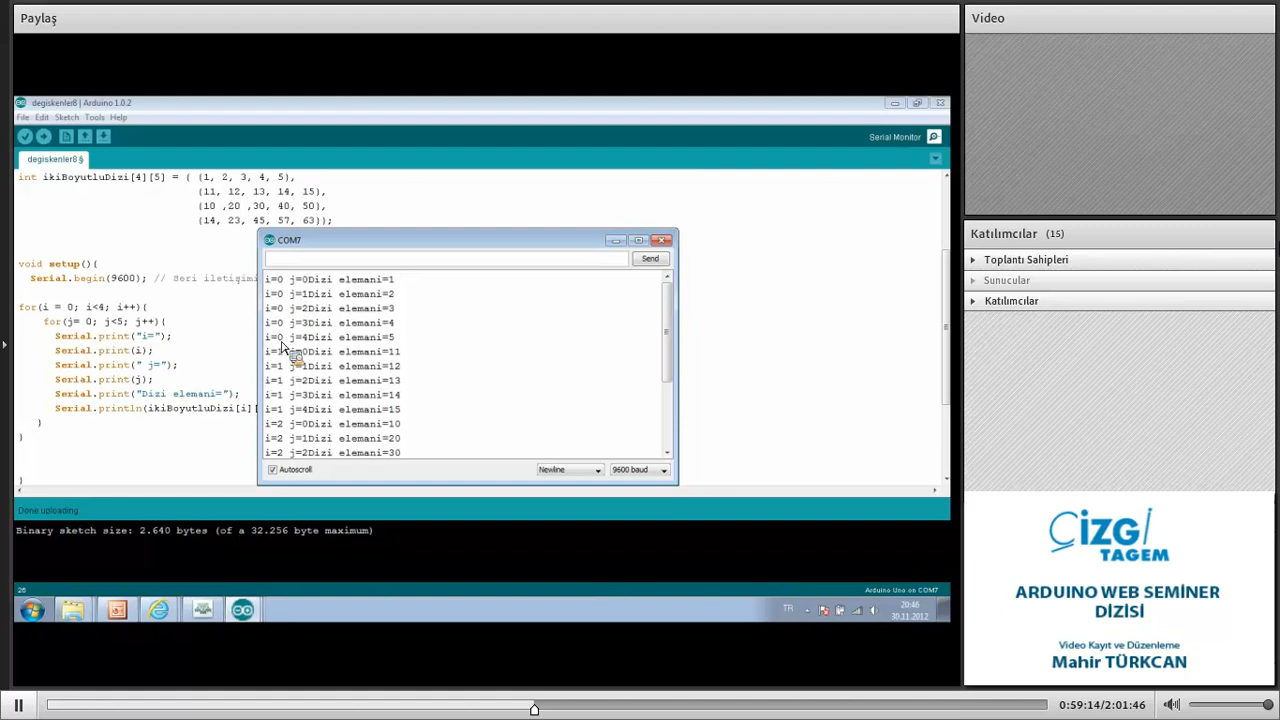 Paylaş
Video
degiskenler8 | Arduino 1.0.2
File Edit Sketch Tools Help
Serial Monitor
degiskenler8 §
int ikiBoyutluDizi[4][5] = { {1, 2, 3, 4, 5},
{11, 12, 13, 14, 15},
{10 ,20 ,30, 40, 50},
{14, 23, 45, 57, 63}};
void setup(){
Serial.begin(9600); // Seri iletişimi
for(i = 0; i<4; i++){
for(j= 0; j<5; j++){
Serial.print("i=");
Serial.print(i);
Serial.print(" j=");
Serial.print(j);
Serial.print("Dizi elemani=");
Serial.println(ikiBoyutluDizi[i][
}
}
}
COM7
Send
i=0 j=0Dizi elemani=1
i=0 j=1Dizi elemani=2
i=0 j=2Dizi elemani=3
i=0 j=3Dizi elemani=4
i=0 j=4Dizi elemani=5
i=1 j=0Dizi elemani=11
i=1 j=1Dizi elemani=12
i=1 j=2Dizi elemani=13
i=1 j=3Dizi elemani=14
i=1 j=4Dizi elemani=15
i=2 j=0Dizi elemani=10
i=2 j=1Dizi elemani=20
i=2 j=2Dizi elemani=30
Autoscroll
Newline
9600 baud
Done uploading.
Binary sketch size: 2.640 bytes (of a 32.256 byte maximum)
26
Arduino Uno on COM7
TR
20:46
30.11.2012
Katılımcılar (15)
Toplantı Sahipleri
Sunucular
Katılımcılar
ÇİZGİ
TAGEM
ARDUINO WEB SEMİNER
DİZİSİ
Video Kayıt ve Düzenleme
Mahir TÜRKCAN
0:59:14/2:01:46